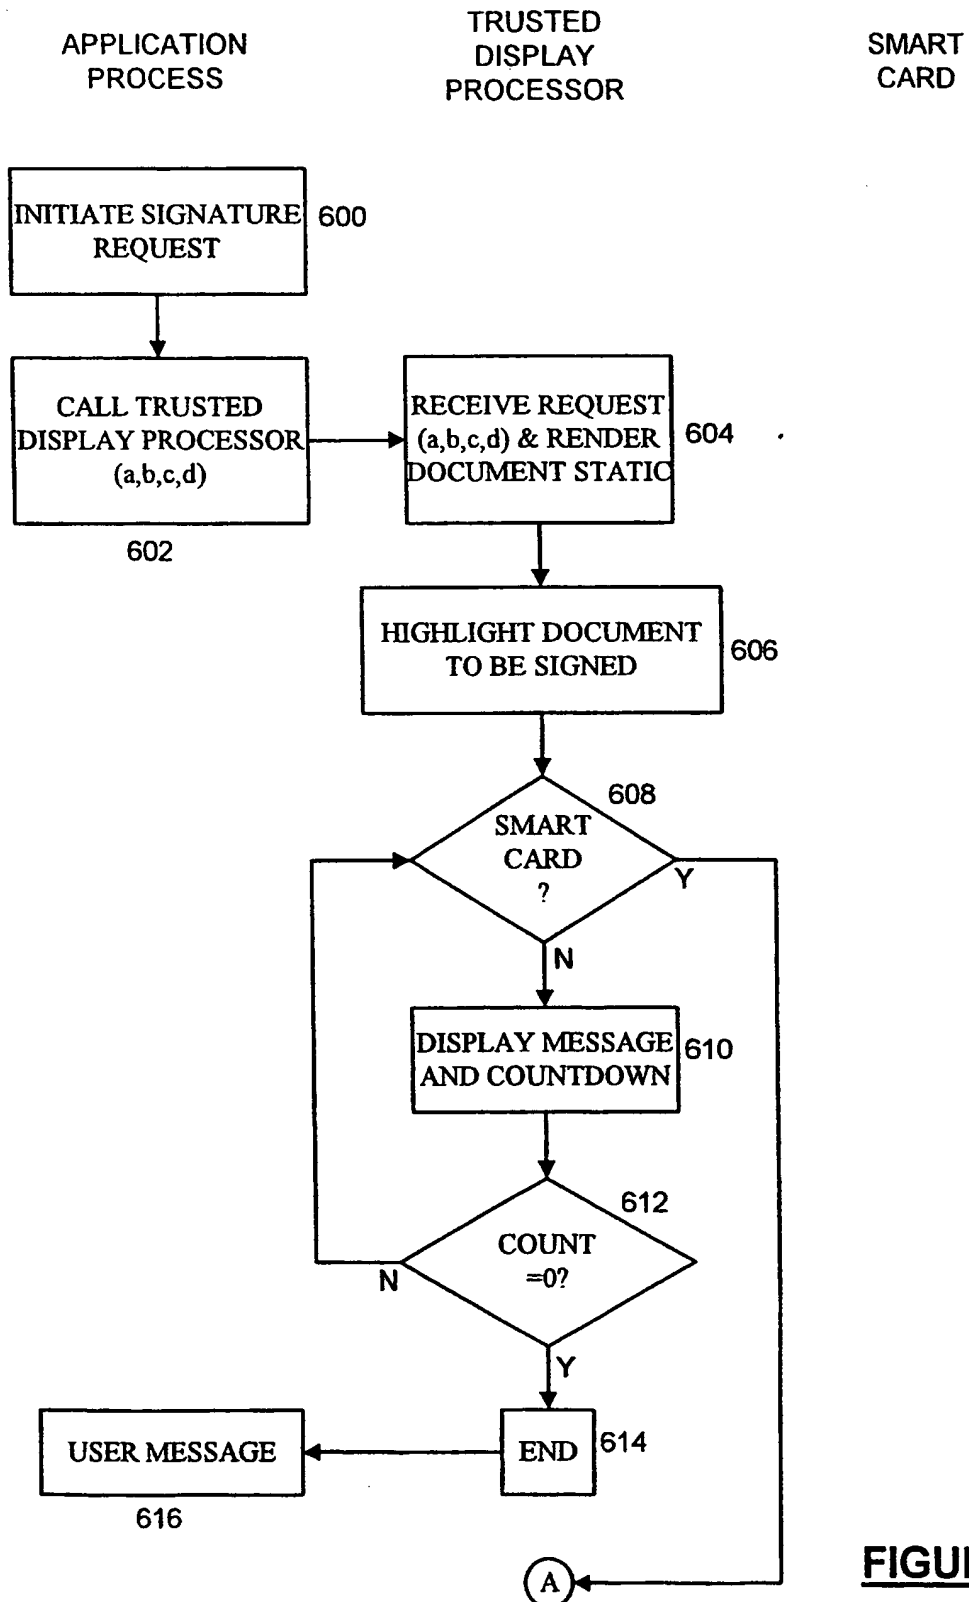 APPLICATION
PROCESS
TRUSTED
DISPLAY
PROCESSOR
SMART
CARD
INITIATE SIGNATURE
REQUEST
600
CALL TRUSTED
DISPLAY PROCESSOR
(a,b,c,d)
602
RECEIVE REQUEST
(a,b,c,d) & RENDER
DOCUMENT STATIC
604
HIGHLIGHT DOCUMENT
TO BE SIGNED
606
608
SMART
CARD
?
Y
N
DISPLAY MESSAGE
AND COUNTDOWN
610
612
COUNT
=0?
N
Y
END
614
USER MESSAGE
616
A